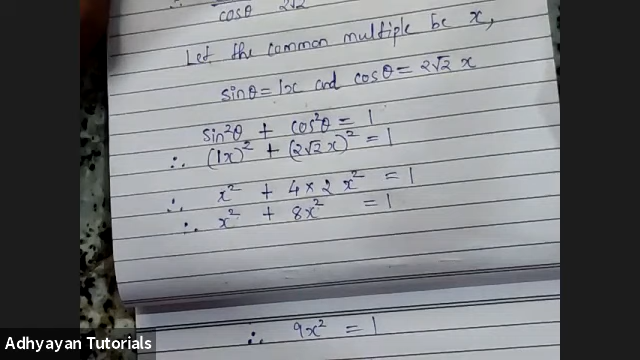 cosθ 2√2
Let the common multiple be x,
sinθ = 1x and cosθ = 2√2 x
sin²θ + cos²θ = 1
∴ (1x)² + (2√2 x)² = 1
∴ x² + 4 × 2 x² = 1
∴ x² + 8x² = 1
∴ 9x² = 1
Adhyayan Tutorials